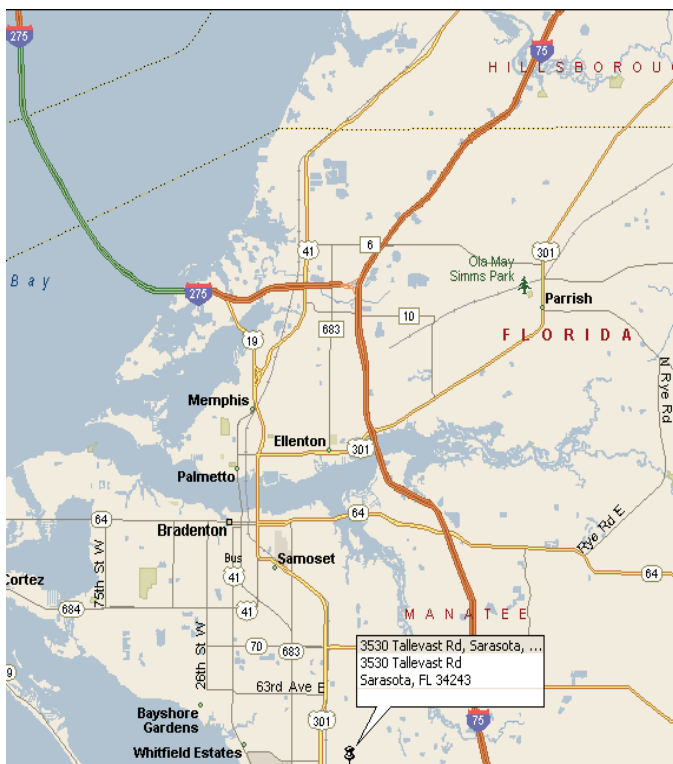 275
75
HILLSBOROU
41
6
Ola May
Simms Park
301
Bay
275
Parrish
10
683
19
FLORIDA
N Rye Rd
Memphis
Ellenton
301
Palmetto
64
64
Bradenton
Rye Rd E
Bus
41
Samoset
64
Cortez
75th St W
684
41
MANATEE
3530 Tallevast Rd, Sarasota, ...
3530 Tallevast Rd
Sarasota, FL 34243
70
683
26th St W
63rd Ave E
9
Bayshore
Gardens
301
75
Whitfield Estates